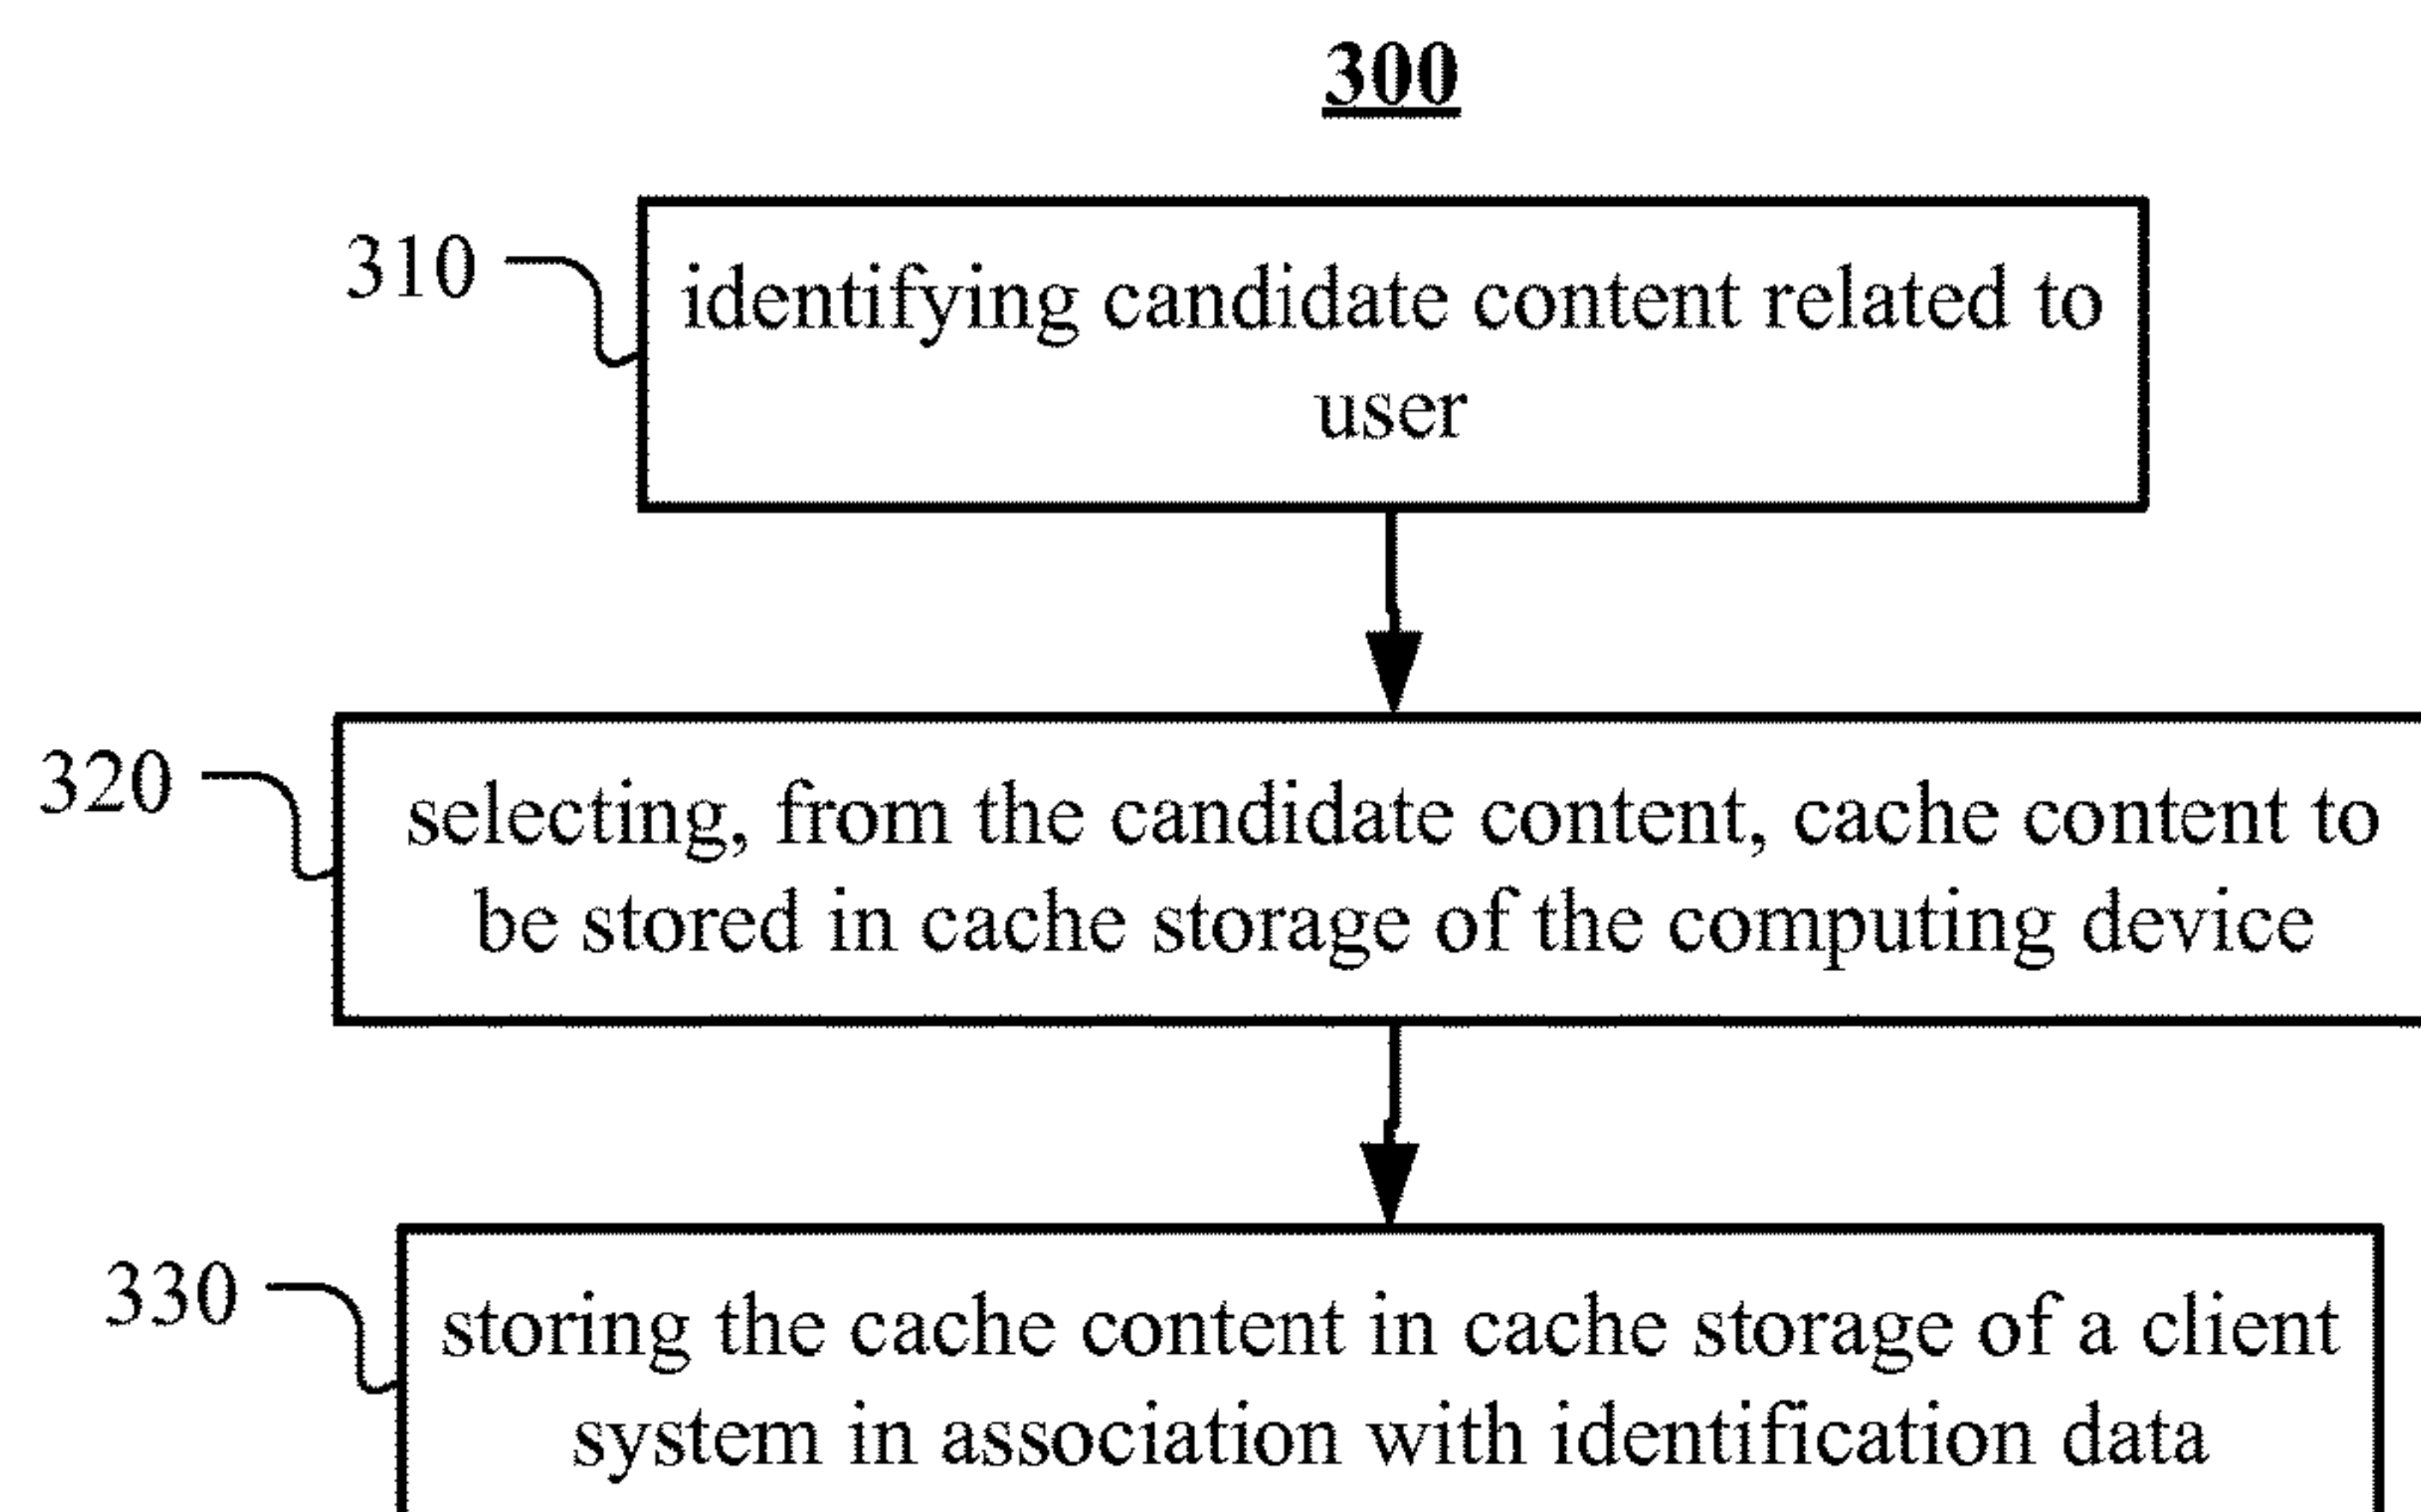 300
310
identifying candidate content related to
user
320
selecting, from the candidate content, cache content to
be stored in cache storage of the computing device
330
storing the cache content in cache storage of a client
system in association with identification data